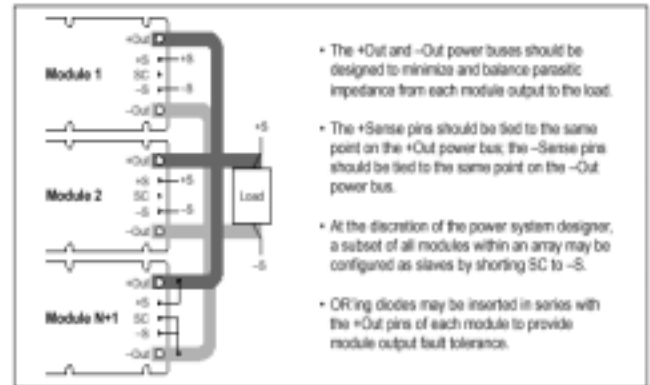 +Out
Module 1
+S
+S
SC
-S
-S
-Out
+S
+Out
Module 2
+S
+S
SC
-S
-S
Load
-Out
-S
+Out
+S
Module N+1
SC
-S
-Out
• The +Out and –Out power buses should be
designed to minimize and balance parasitic
impedance from each module output to the load.
• The +Sense pins should be tied to the same
point on the +Out power bus; the –Sense pins
should be tied to the same point on the –Out
power bus.
• At the discretion of the power system designer,
a subset of all modules within an array may be
configured as slaves by shorting SC to –S.
• OR'ing diodes may be inserted in series with
the +Out pins of each module to provide
module output fault tolerance.